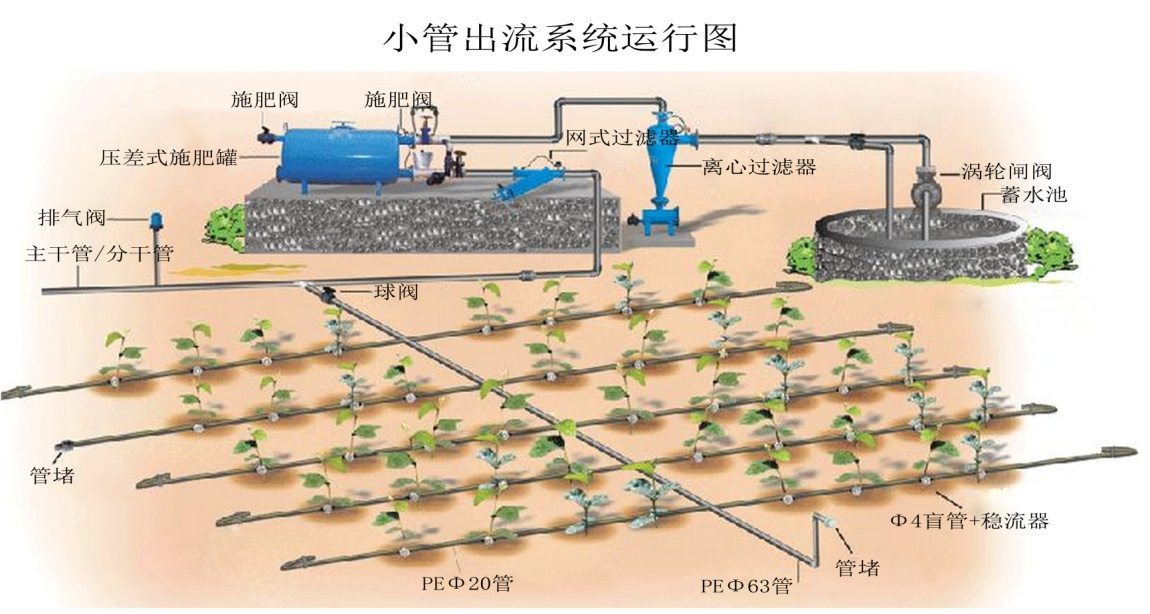 小管出流系统运行图
施肥阀
施肥阀
网式过滤器
压差式施肥罐
离心过滤器
涡轮闸阀
蓄水池
排气阀
主干管/分干管
球阀
管堵
Φ4盲管+稳流器
管堵
PEΦ20管
PEΦ63管